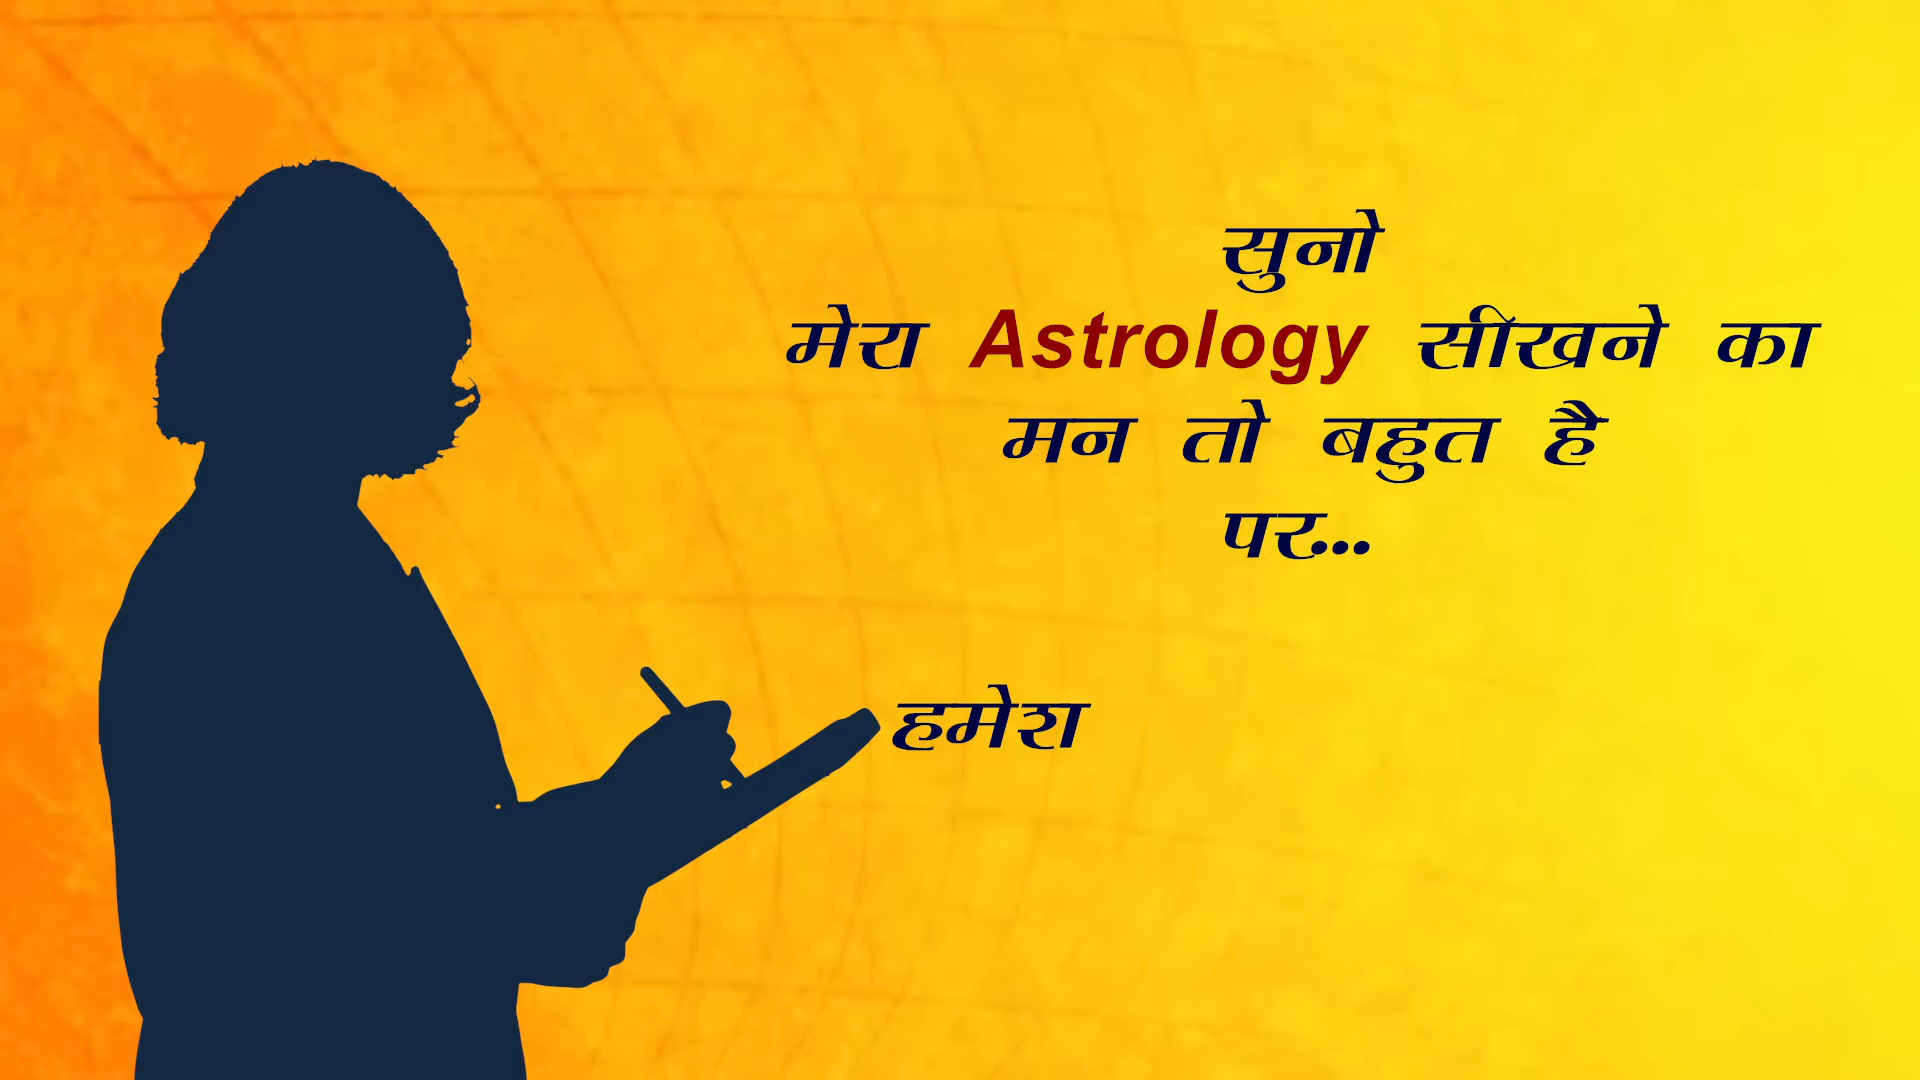 सुनो
मेरा Astrology सीखने का
मन तो बहुत है
पर...
हमेश